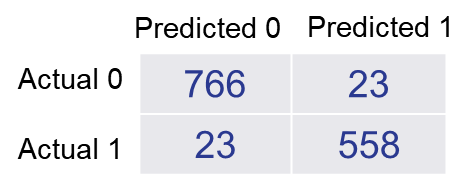 Predicted 0 Predicted 1
Actual 0 766 23
Actual 1 23 558